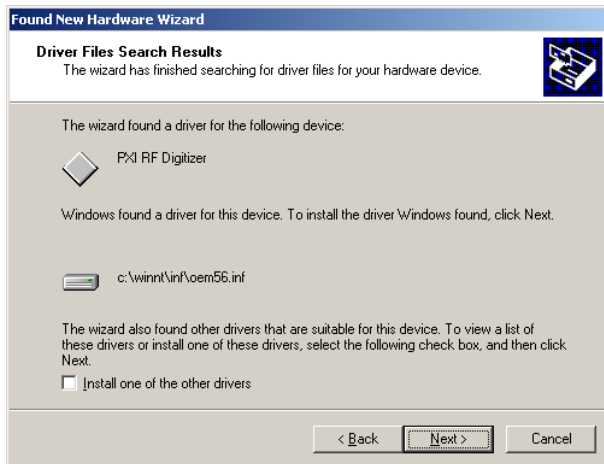 Found New Hardware Wizard
Driver Files Search Results
The wizard has finished searching for driver files for your hardware device.
The wizard found a driver for the following device:
PXI RF Digitizer
Windows found a driver for this device. To install the driver Windows found, click Next.
c:\winnt\inf\oem56.inf
The wizard also found other drivers that are suitable for this device. To view a list of
these drivers or install one of these drivers, select the following check box, and then click
Next.
Install one of the other drivers
< Back
Next >
Cancel